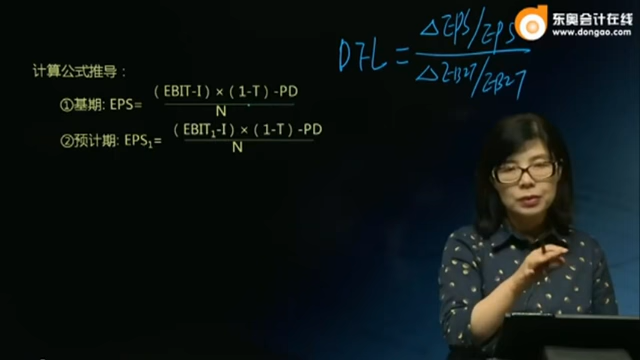 东奥会计在线
www.dongao.com
DFL = ΔEPS/EPS
ΔEBIT/EBIT
计算公式推导：
①基期: EPS= （EBIT-I）×（1-T）-PD
N
②预计期: EPS₁= （EBIT₁-I）×（1-T）-PD
N